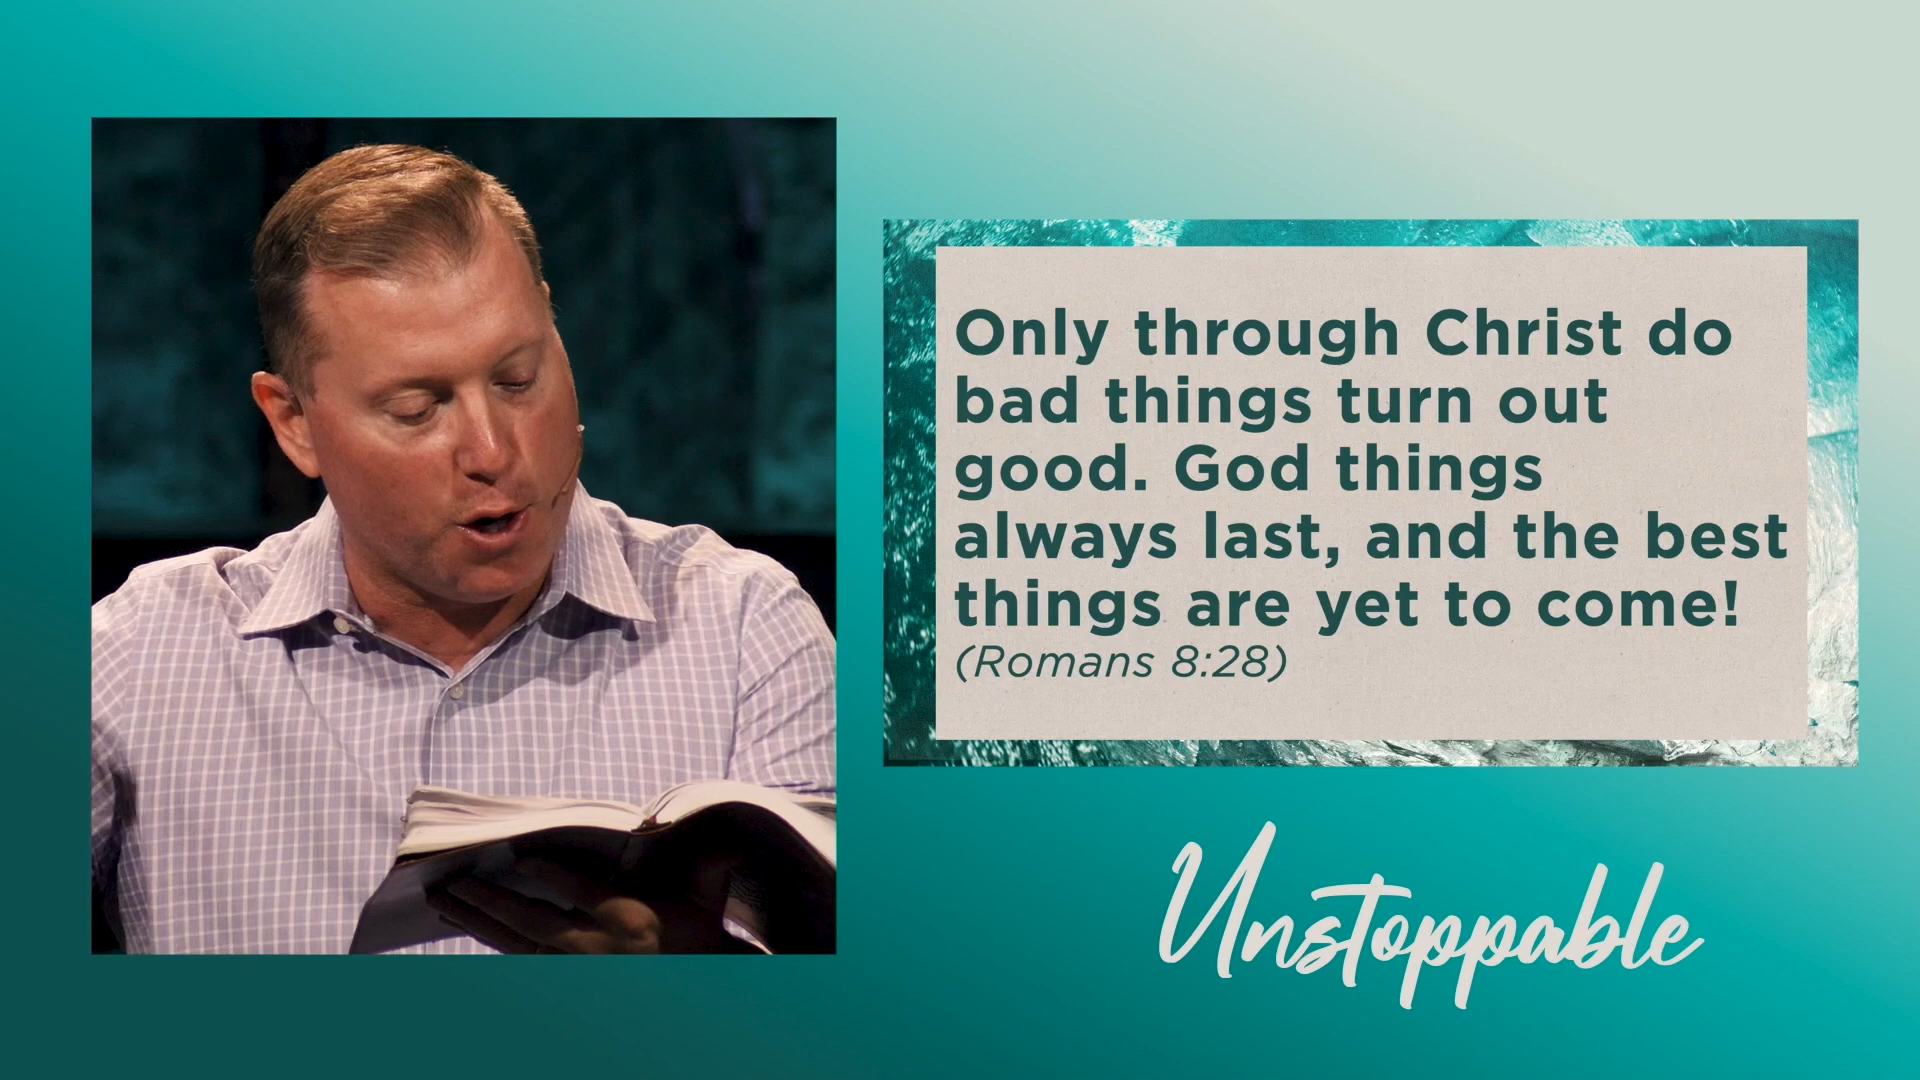 Only through Christ do
bad things turn out
good. God things
always last, and the best
things are yet to come!
(Romans 8:28)
Unstoppable